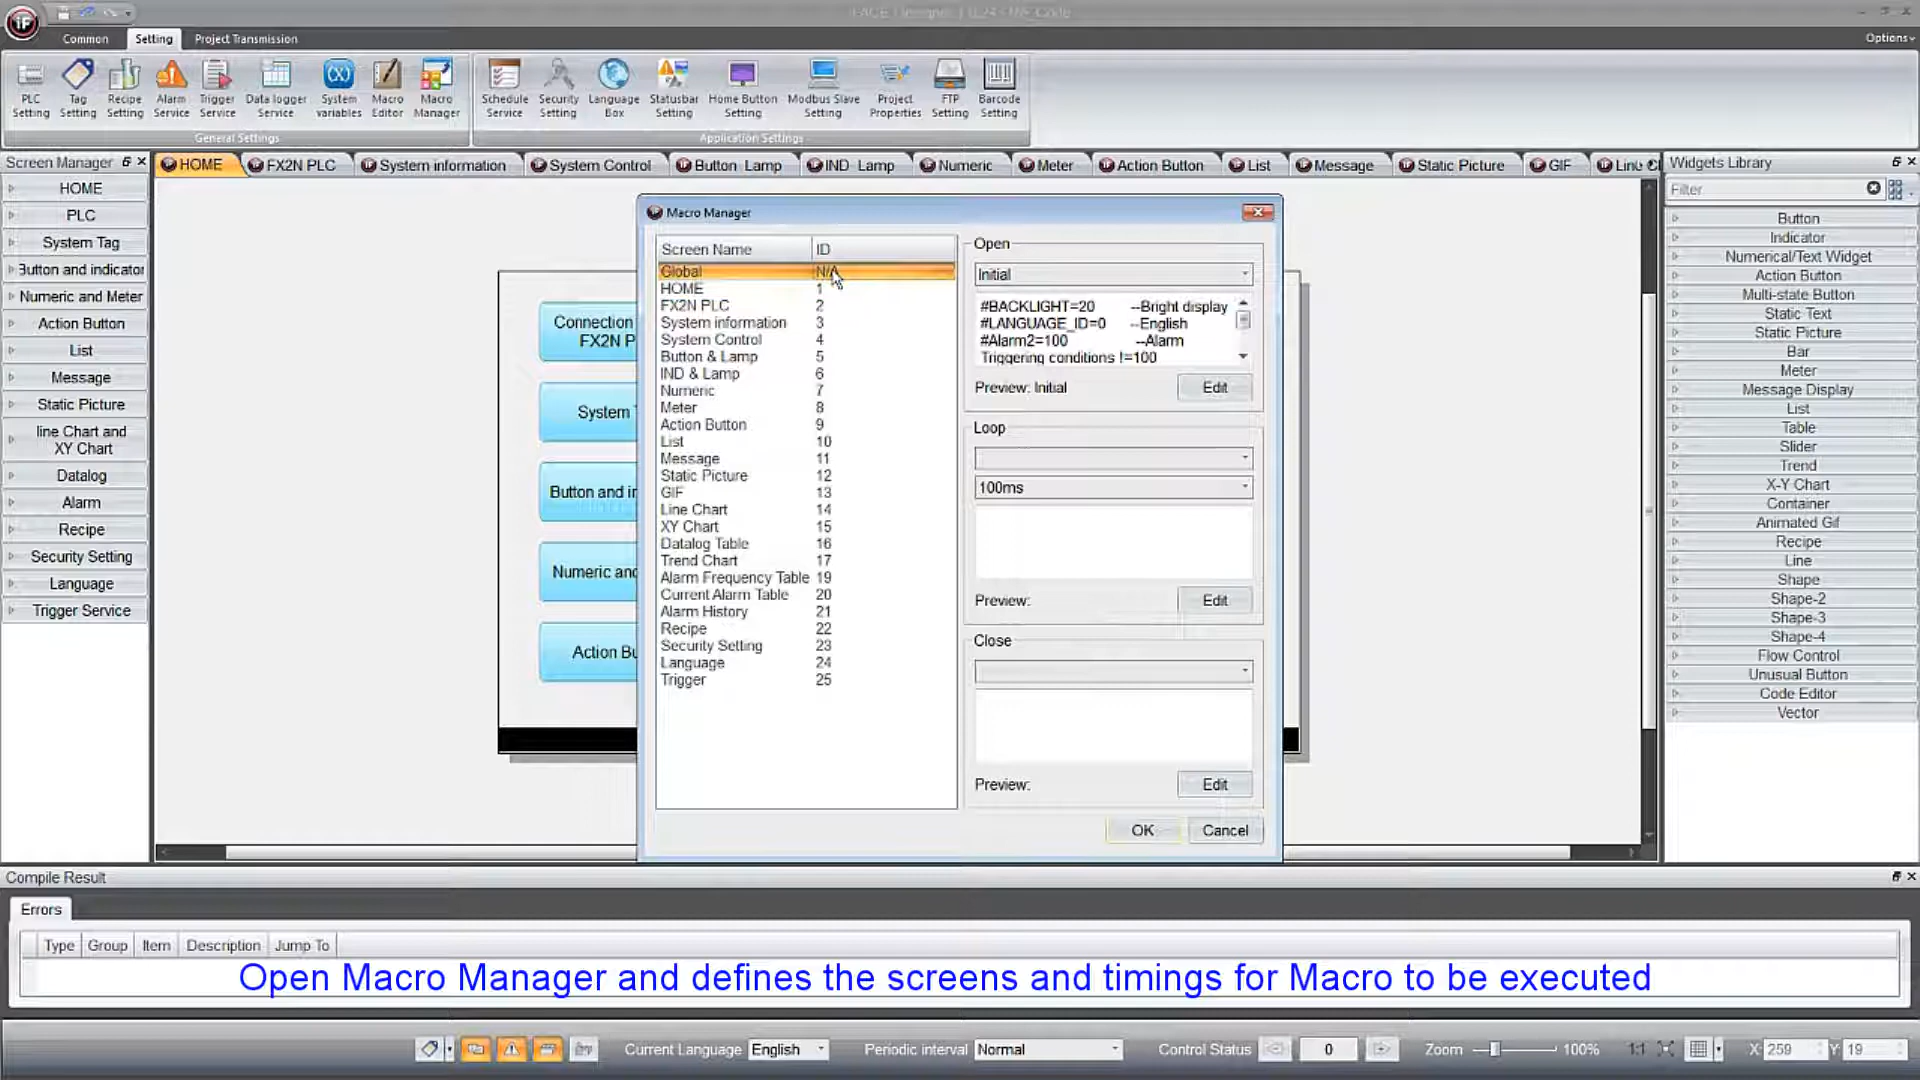 Common Setting Project Transmission
Options
PLC Setting
Tag Setting
Recipe Setting
Alarm Service
Trigger Service
Data logger Service
System variables
Macro Editor
Macro Manager
General Settings
Schedule Service
Security Setting
Language Box
Statusbar Setting
Home Button Setting
Modbus Slave Setting
Project Properties
FTP Setting
Barcode Setting
Application Settings
Screen Manager
HOME
FX2N PLC
System information
System Control
Button Lamp
IND Lamp
Numeric
Meter
Action Button
List
Message
Static Picture
GIF
Line
Widgets Library
HOME
PLC
System Tag
Button and indicator
Numeric and Meter
Action Button
List
Message
Static Picture
line Chart and
XY Chart
Datalog
Alarm
Recipe
Security Setting
Language
Trigger Service
Connection
FX2N P
System
Button and in
Numeric and
Action Bu
Macro Manager
Screen Name ID
Global N/A
HOME 1
FX2N PLC 2
System information 3
System Control 4
Button & Lamp 5
IND & Lamp 6
Numeric 7
Meter 8
Action Button 9
List 10
Message 11
Static Picture 12
GIF 13
Line Chart 14
XY Chart 15
Datalog Table 16
Trend Chart 17
Alarm Frequency Table 19
Current Alarm Table 20
Alarm History 21
Recipe 22
Security Setting 23
Language 24
Trigger 25
Open
Initial
#BACKLIGHT=20 --Bright display
#LANGUAGE_ID=0 --English
#Alarm2=100 --Alarm
Triggering conditions !=100
Preview: Initial Edit
Loop
100ms
Preview: Edit
Close
Preview: Edit
OK Cancel
Filter
Button
Indicator
Numerical/Text Widget
Action Button
Multi-state Button
Static Text
Static Picture
Bar
Meter
Message Display
List
Table
Slider
Trend
X-Y Chart
Container
Animated Gif
Recipe
Line
Shape
Shape-2
Shape-3
Shape-4
Flow Control
Unusual Button
Code Editor
Vector
Compile Result
Errors
Type Group Item Description Jump To
Open Macro Manager and defines the screens and timings for Macro to be executed
Current Language English Periodic interval Normal Control Status 0 Zoom 100% 1:1 X: 259 Y: 19